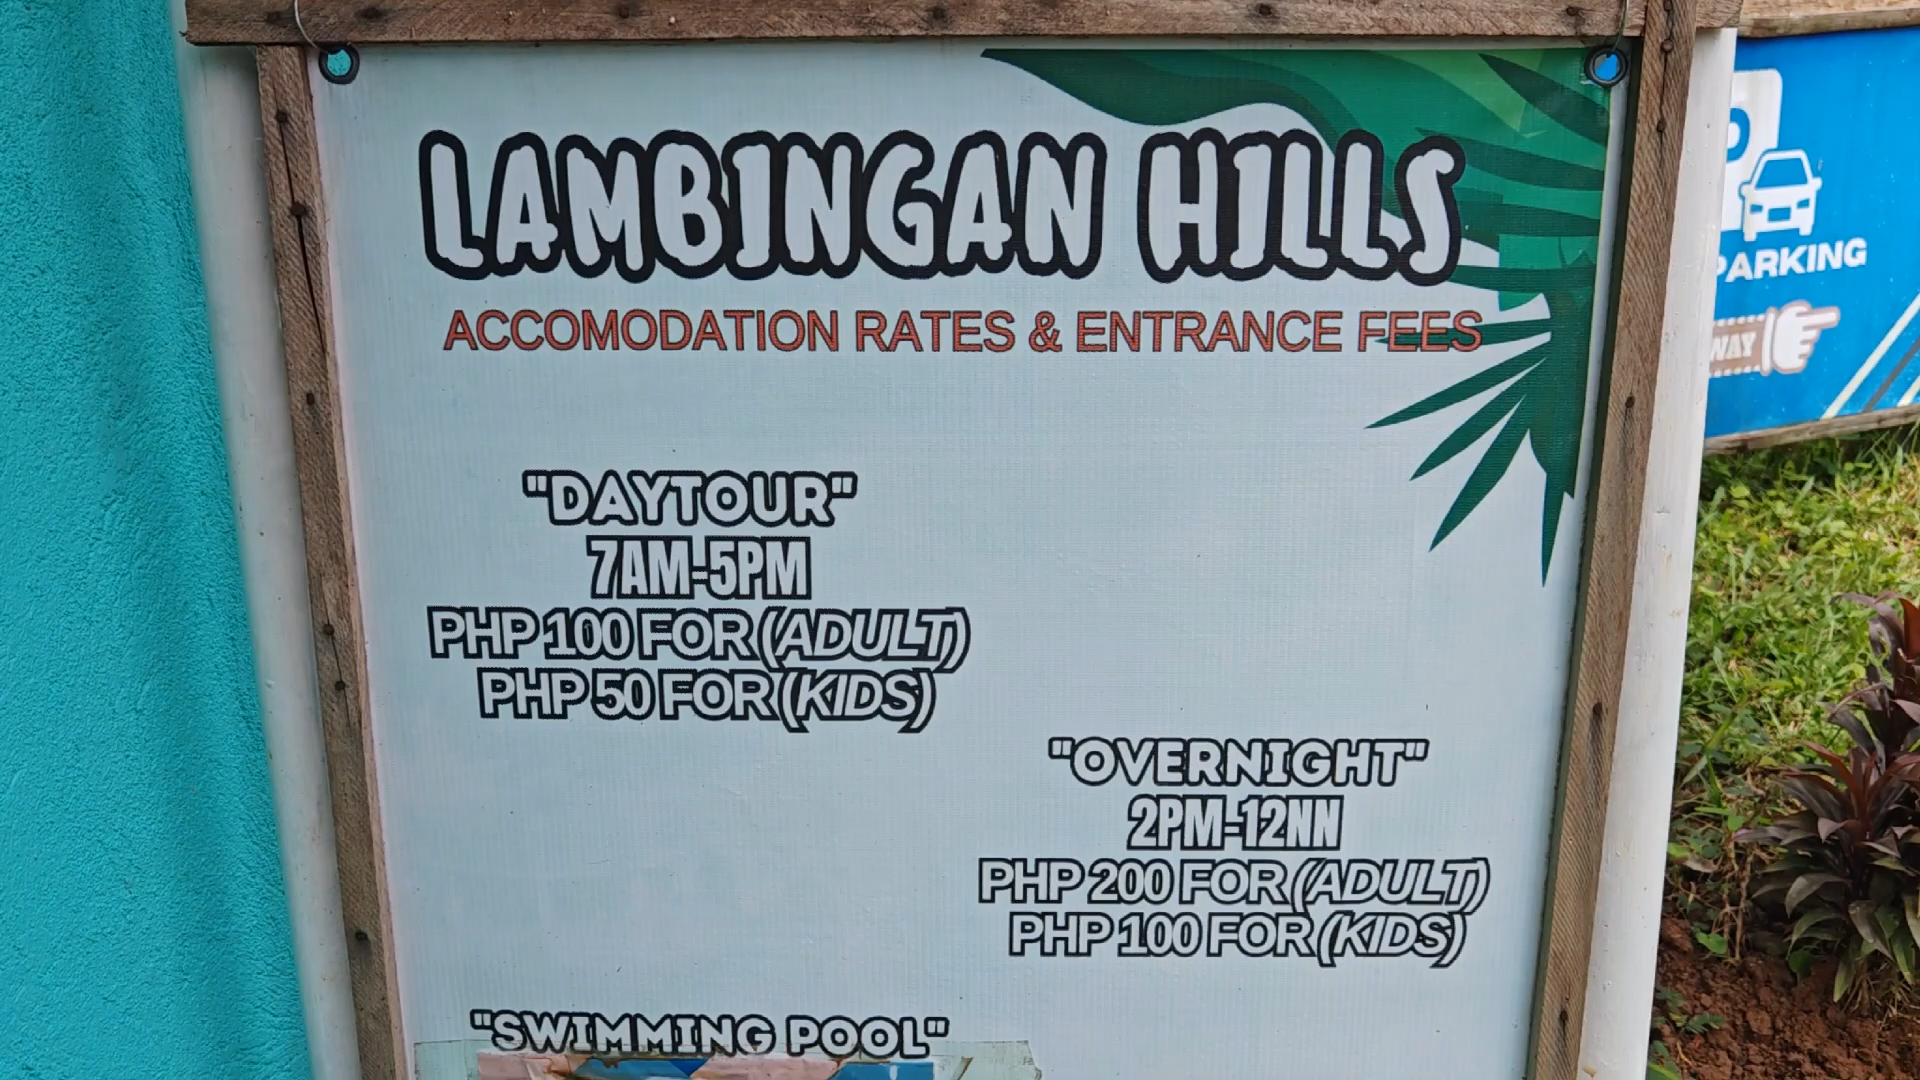 LAMBINGAN HILLS
ACCOMODATION RATES & ENTRANCE FEES
"DAYTOUR"
7AM-5PM
PHP 100 FOR (ADULT)
PHP 50 FOR (KIDS)
"OVERNIGHT"
2PM-12NN
PHP 200 FOR (ADULT)
PHP 100 FOR (KIDS)
"SWIMMING POOL"
P
PARKING
WAY